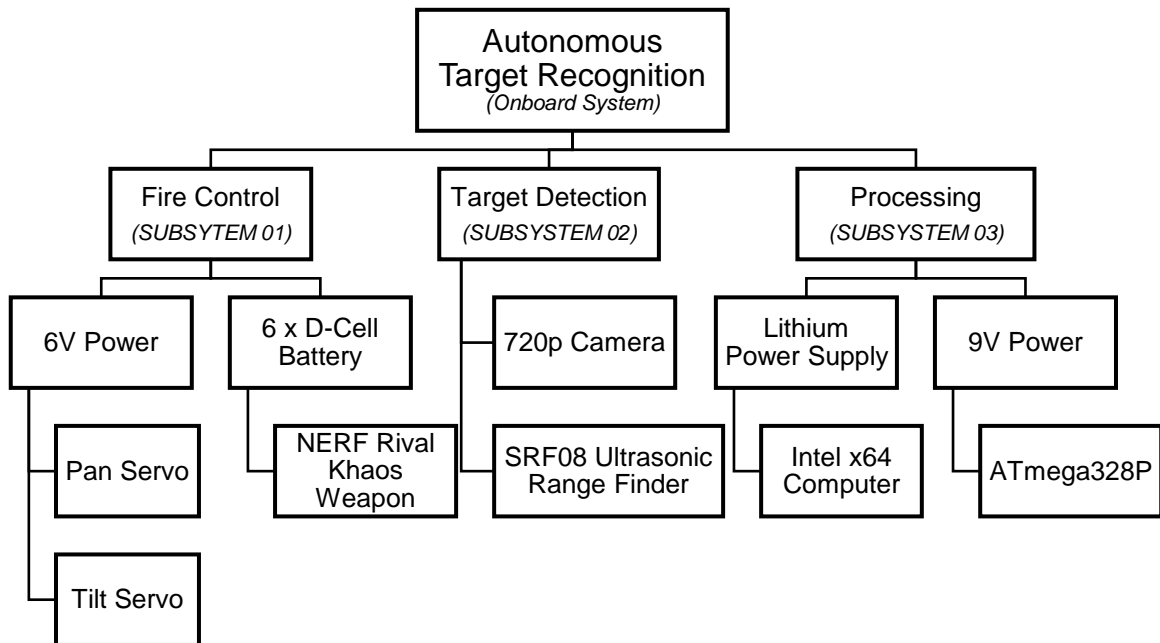 Autonomous
Target Recognition
(Onboard System)
Fire Control
(SUBSYTEM 01)
Target Detection
(SUBSYSTEM 02)
Processing
(SUBSYSTEM 03)
6V Power
6 x D-Cell
Battery
720p Camera
Lithium
Power Supply
9V Power
Pan Servo
NERF Rival
Khaos
Weapon
SRF08 Ultrasonic
Range Finder
Intel x64
Computer
ATmega328P
Tilt Servo